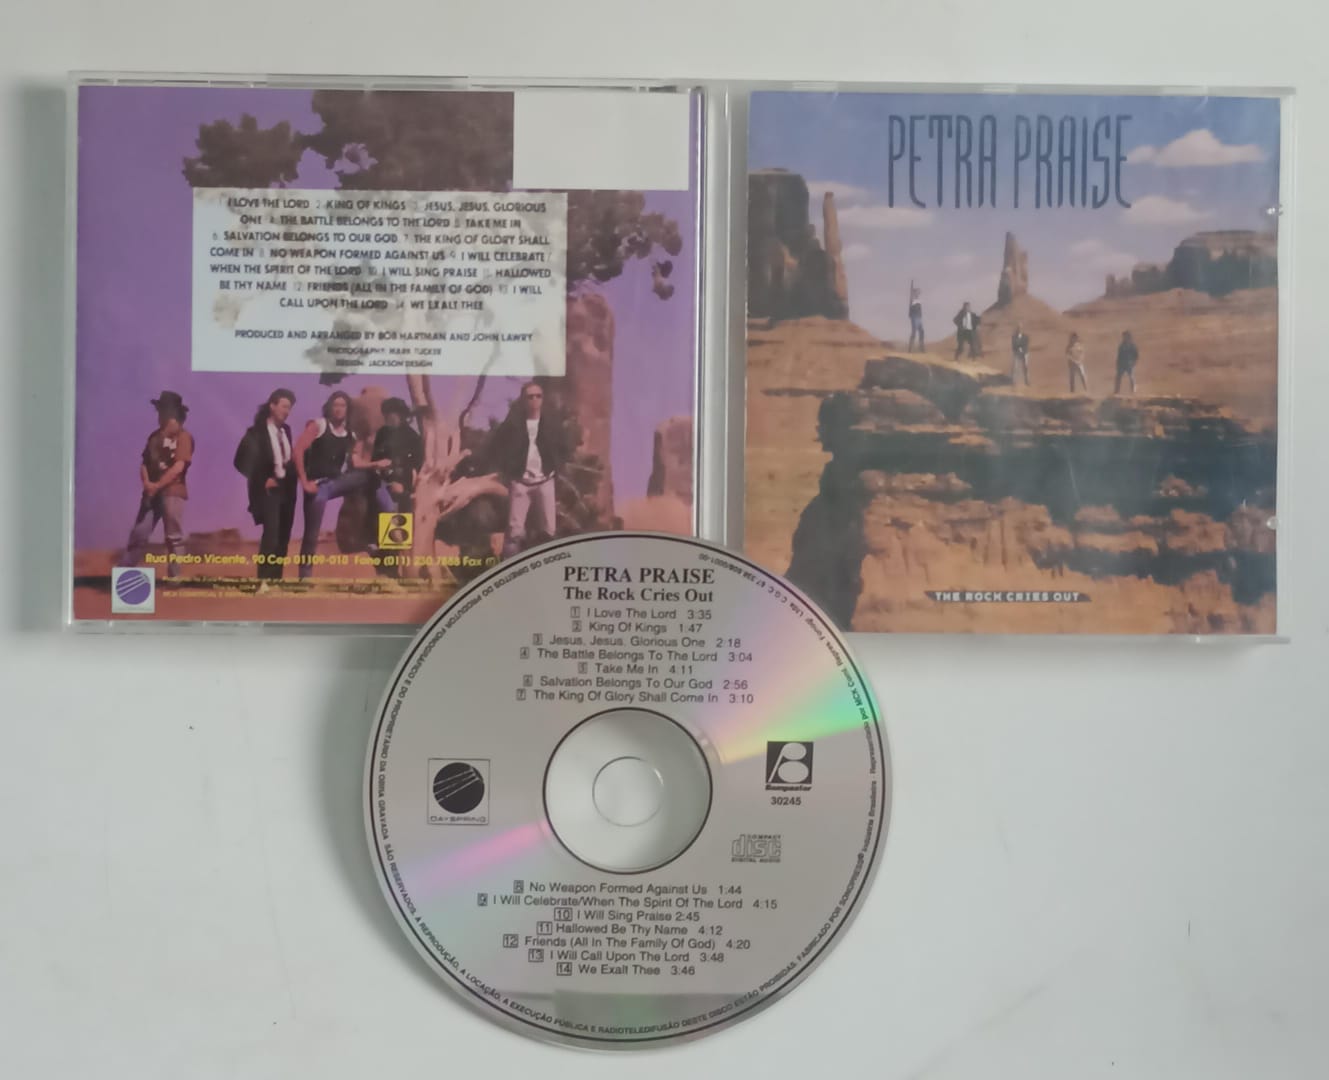 I LOVE THE LORD 2 KING OF KINGS 3 JESUS, JESUS, GLORIOUS
ONE 4 THE BATTLE BELONGS TO THE LORD 5 TAKE ME IN
6 SALVATION BELONGS TO OUR GOD 7 THE KING OF GLORY SHALL
COME IN 8 NO WEAPON FORMED AGAINST US 9 I WILL CELEBRATE/
WHEN THE SPIRIT OF THE LORD 10 I WILL SING PRAISE 11 HALLOWED
BE THY NAME 12 FRIENDS (ALL IN THE FAMILY OF GOD) 13 I WILL
CALL UPON THE LORD 14 WE EXALT THEE
PRODUCED AND ARRANGED BY BOB HARTMAN AND JOHN LAWRY
PHOTOGRAPHY: MARK TUCKER
DESIGN: JACKSON DESIGN
Rua Pedro Vicente, 90 Cep 01109-010 Fone (011) 230.7888 Fax
PETRA PRAISE
THE ROCK CRIES OUT
PETRA PRAISE
The Rock Cries Out
1 I Love The Lord 3:35
2 King Of Kings 1:47
3 Jesus, Jesus, Glorious One 2:18
4 The Battle Belongs To The Lord 3:04
5 Take Me In 4:11
6 Salvation Belongs To Our God 2:56
7 The King Of Glory Shall Come In 3:10
DAYSPRING
Bompastor
30245
COMPACT
disc
DIGITAL AUDIO
8 No Weapon Formed Against Us 1:44
9 I Will Celebrate/When The Spirit Of The Lord 4:15
10 I Will Sing Praise 2:45
11 Hallowed Be Thy Name 4:12
12 Friends (All In The Family Of God) 4:20
13 I Will Call Upon The Lord 3:48
14 We Exalt Thee 3:46
TODOS OS DIREITOS DO PRODUTOR FONOGRÁFICO E DO PROPRIETÁRIO DA OBRA GRAVADA SÃO RESERVADOS. A REPRODUÇÃO, A LOCAÇÃO, A EXECUÇÃO PÚBLICA E RADIOTELEDIFUSÃO DESTE DISCO ESTÃO PROIBIDAS. FABRICADO POR SONOPRESS® Indústria Brasileira - Representado por MCK Coml. Repres. Fonogr. Ltda.